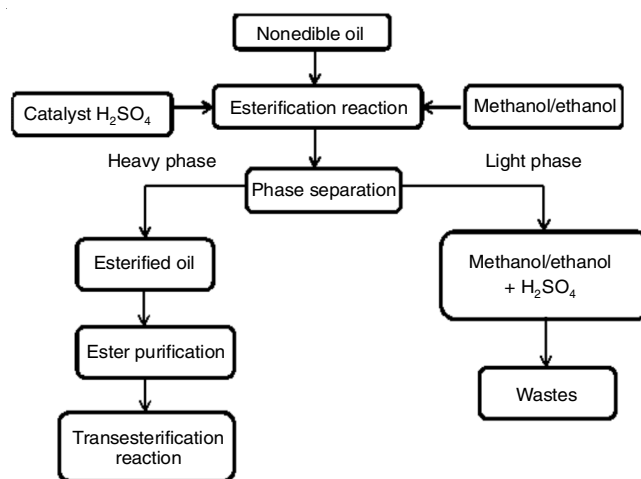 Nonedible oil
Catalyst H₂SO₄
Esterification reaction
Methanol/ethanol
Heavy phase
Light phase
Phase separation
Esterified oil
Methanol/ethanol
+ H₂SO₄
Ester purification
Wastes
Transesterification
reaction